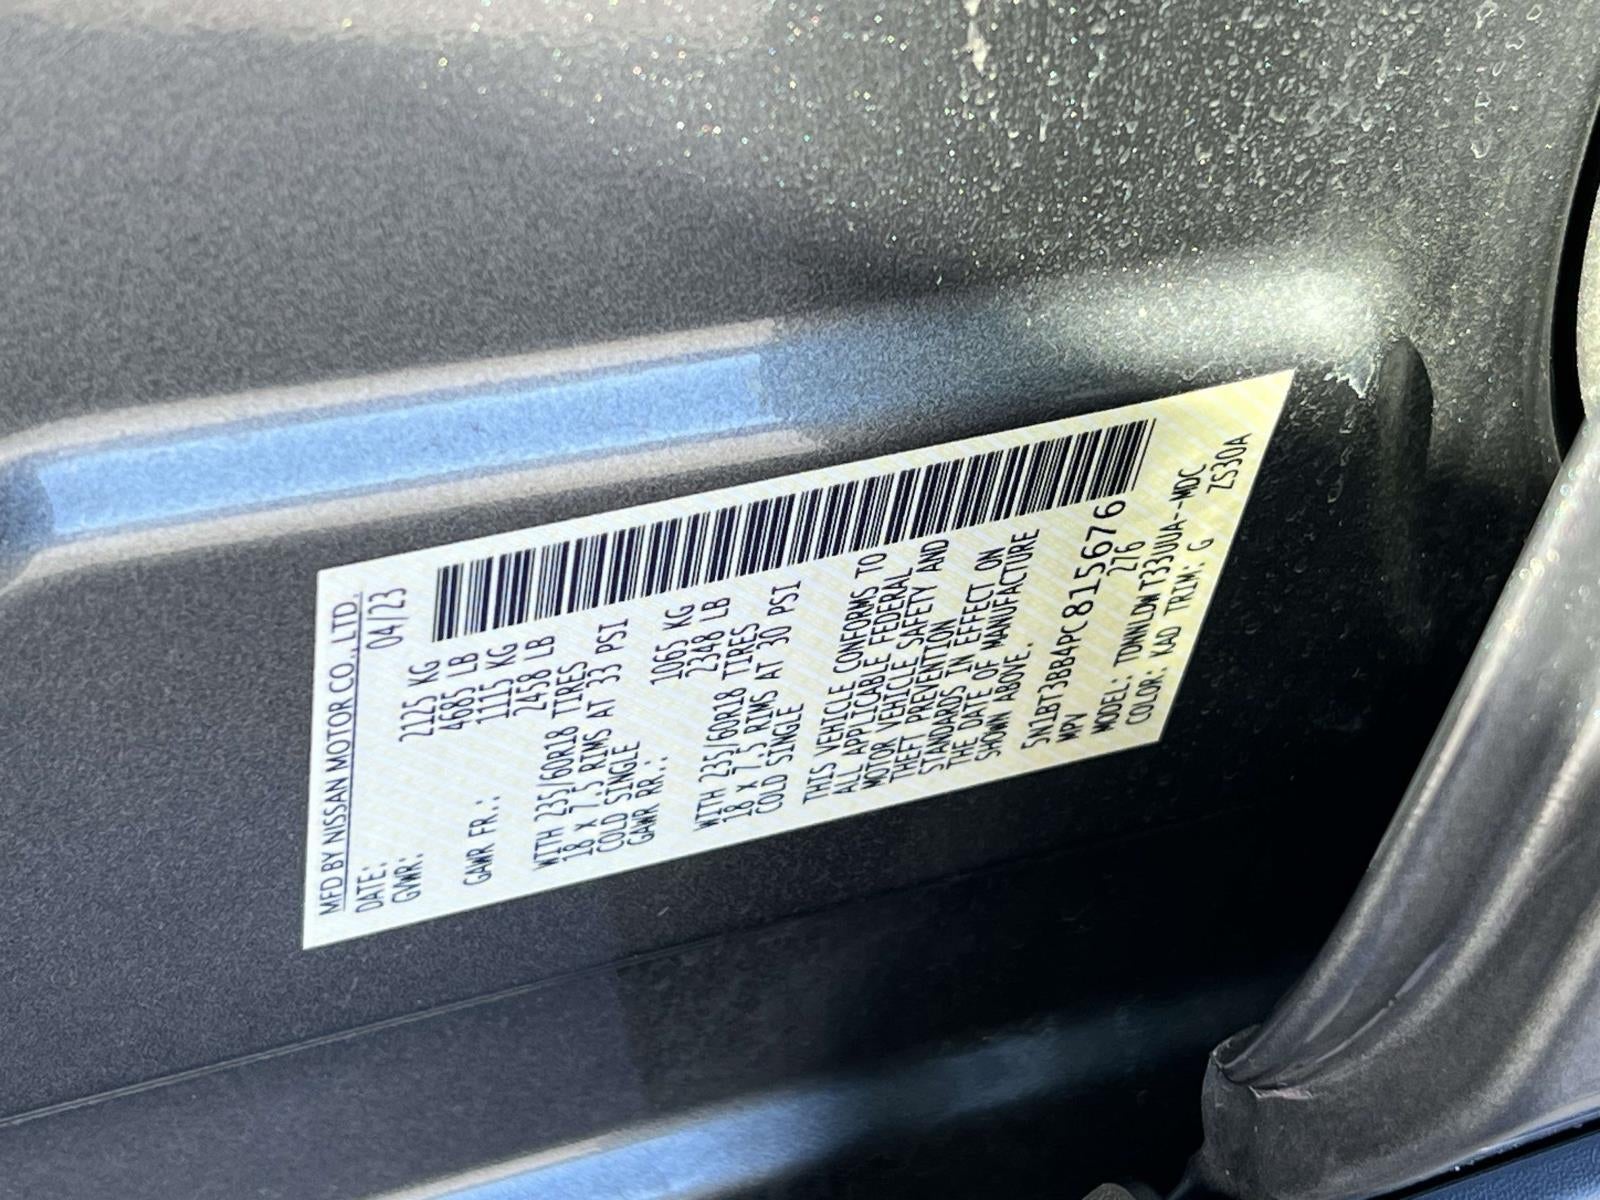 MFD BY NISSAN MOTOR CO., LTD.
DATE: 04/23
GVWR: 2125 KG
4685 LB
GAWR FR.: 1115 KG
2458 LB
WITH 235/60R18 TIRES
18 X 7.5 RIMS AT 33 PSI
COLD SINGLE
GAWR RR.: 1065 KG
2348 LB
WITH 235/60R18 TIRES
18 X 7.5 RIMS AT 30 PSI
COLD SINGLE
THIS VEHICLE CONFORMS TO
ALL APPLICABLE FEDERAL
MOTOR VEHICLE SAFETY AND
THEFT PREVENTION
STANDARDS IN EFFECT ON
THE DATE OF MANUFACTURE
SHOWN ABOVE.
5N1BT3BB4PC815676
MPV 276
MODEL: TDWNLDWT33UUA--MDC
COLOR: KAD TRIM: G ZS30A